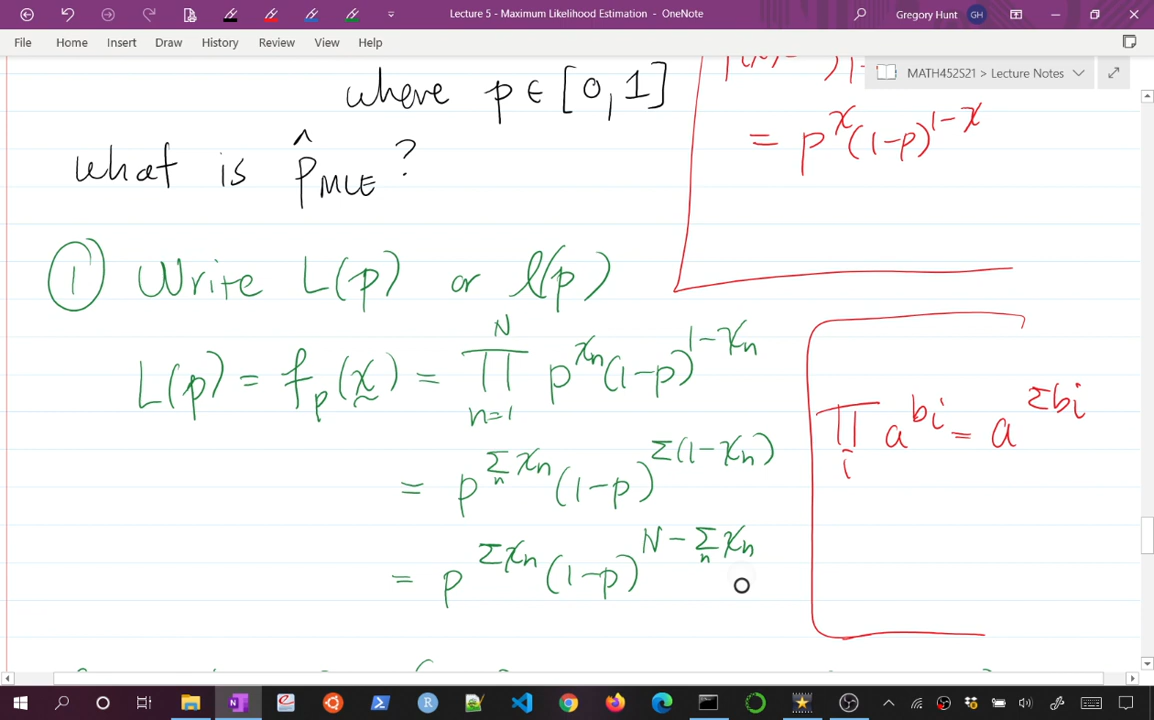 Lecture 5 - Maximum Likelihood Estimation - OneNote
Gregory Hunt GH
File Home Insert Draw History Review View Help
MATH452S21 > Lecture Notes
where p ∈ [0, 1]
= p^x (1-p)^{1-x}
what is p̂_MLE ?
① Write L(p) or ℓ(p)
L(p) = f_p(x̰) = ∏_{n=1}^{N} p^{x_n} (1-p)^{1-x_n}
∏_i a^{b_i} = a^{Σb_i}
= p^{Σ_n x_n} (1-p)^{Σ(1-x_n)}
= p^{Σx_n} (1-p)^{N - Σ_n x_n}